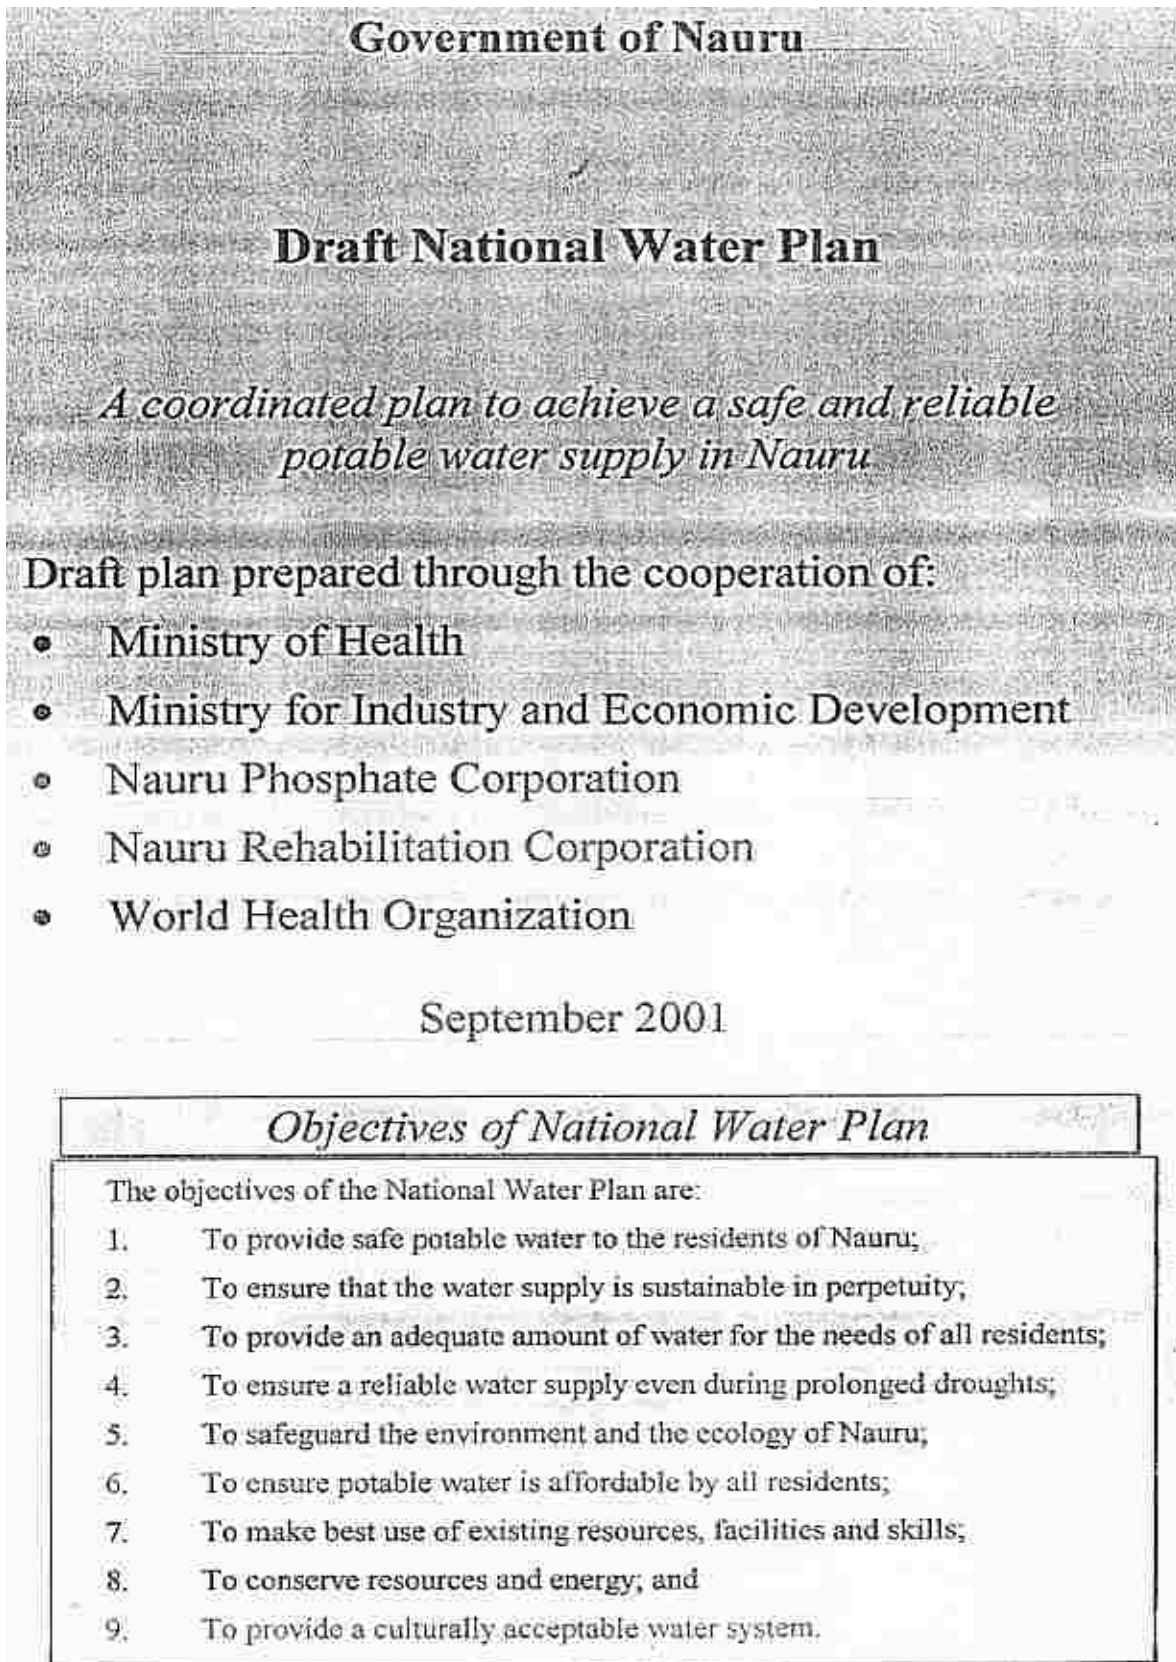 Government of Nauru
Draft National Water Plan
A coordinated plan to achieve a safe and reliable
potable water supply in Nauru
Draft plan prepared through the cooperation of:
• Ministry of Health
• Ministry for Industry and Economic Development
• Nauru Phosphate Corporation
• Nauru Rehabilitation Corporation
• World Health Organization
September 2001
Objectives of National Water Plan
The objectives of the National Water Plan are:
1. To provide safe potable water to the residents of Nauru;
2. To ensure that the water supply is sustainable in perpetuity;
3. To provide an adequate amount of water for the needs of all residents;
4. To ensure a reliable water supply even during prolonged droughts;
5. To safeguard the environment and the ecology of Nauru;
6. To ensure potable water is affordable by all residents;
7. To make best use of existing resources, facilities and skills;
8. To conserve resources and energy; and
9. To provide a culturally acceptable water system.